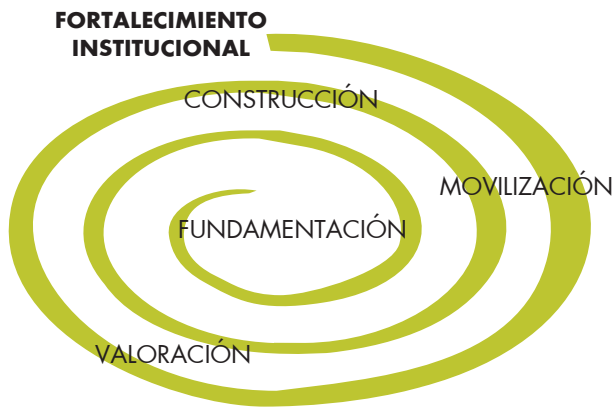 FORTALECIMIENTO
INSTITUCIONAL
CONSTRUCCIÓN
MOVILIZACIÓN
FUNDAMENTACIÓN
VALORACIÓN